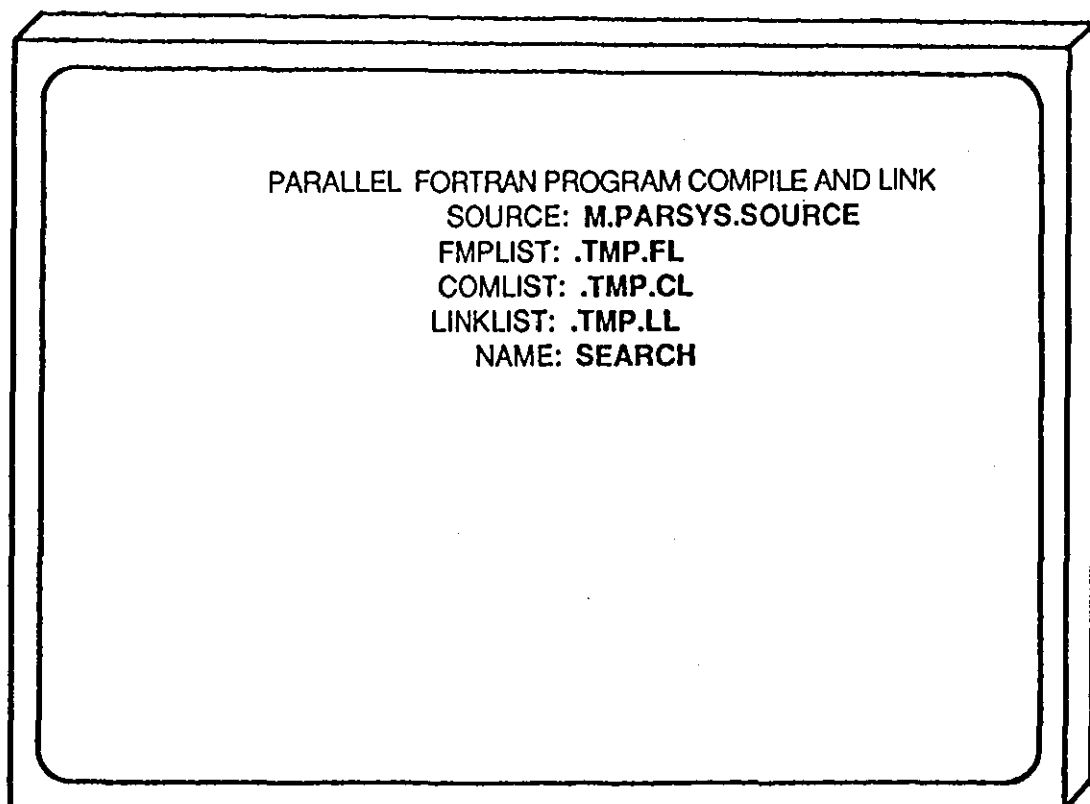 PARALLEL FORTRAN PROGRAM COMPILE AND LINK
SOURCE: M.PARSYS.SOURCE
FMPLIST: .TMP.FL
COMLIST: .TMP.CL
LINKLIST: .TMP.LL
NAME: SEARCH